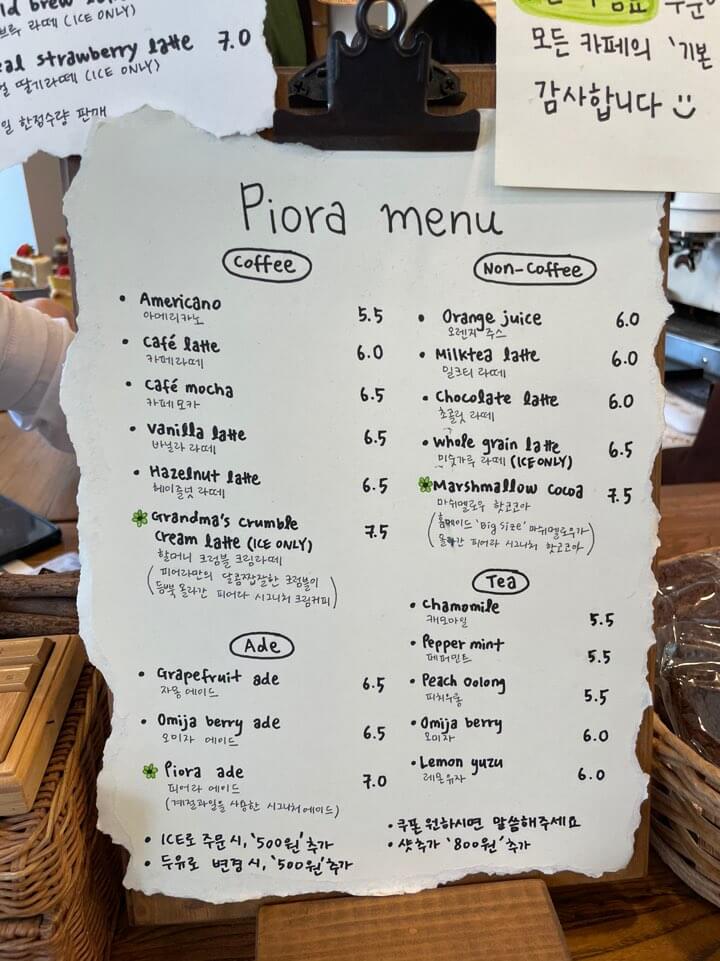 brew
라떼 (ICE ONLY)
strawberry latte 7.0
딸기라떼 (ICE ONLY)
한정수량 판매
모든 카페의 '기본
감사합니다
Piora menu
Coffee
• Americano 5.5
아메리카노
• Café latte 6.0
카페라떼
• Café mocha 6.5
카페모카
• Vanilla latte 6.5
바닐라 라떼
• Hazelnut latte 6.5
헤이즐넛 라떼
Grandma's crumble
cream latte (ICE ONLY) 7.5
할머니 크럼블 크림라떼
(피어라만의 달콤짭짤한 크럼블이
듬뿍 올라간 피어라 시그니처 크림커피)
Ade
• Grapefruit ade 6.5
자몽에이드
• Omija berry ade 6.5
오미자 에이드
Piora ade 7.0
피어라 에이드
(계절과일을 사용한 시그니처에이드)
• ICE로 주문시, '500원' 추가
• 두유로 변경시, '500원' 추가
Non-Coffee
• Orange juice 6.0
오렌지 주스
• Milktea latte 6.0
밀크티 라떼
• Chocolate latte 6.0
초콜릿 라떼
• Whole grain latte 6.5
미숫가루 라떼 (ICE ONLY)
Marshmallow cocoa 7.5
마쉬멜로우 핫코코아
(홈메이드 'Big size' 마쉬멜로우가
올라간 피어라 시그니처 핫코코아)
Tea
• Chamomile 5.5
캐모마일
• Pepper mint 5.5
페퍼민트
• Peach Oolong 5.5
피치우롱
• Omija berry 6.0
오미자
• Lemon yuzu 6.0
레몬유자
• 쿠폰 원하시면 말씀해주세요
• 샷추가 '800원' 추가